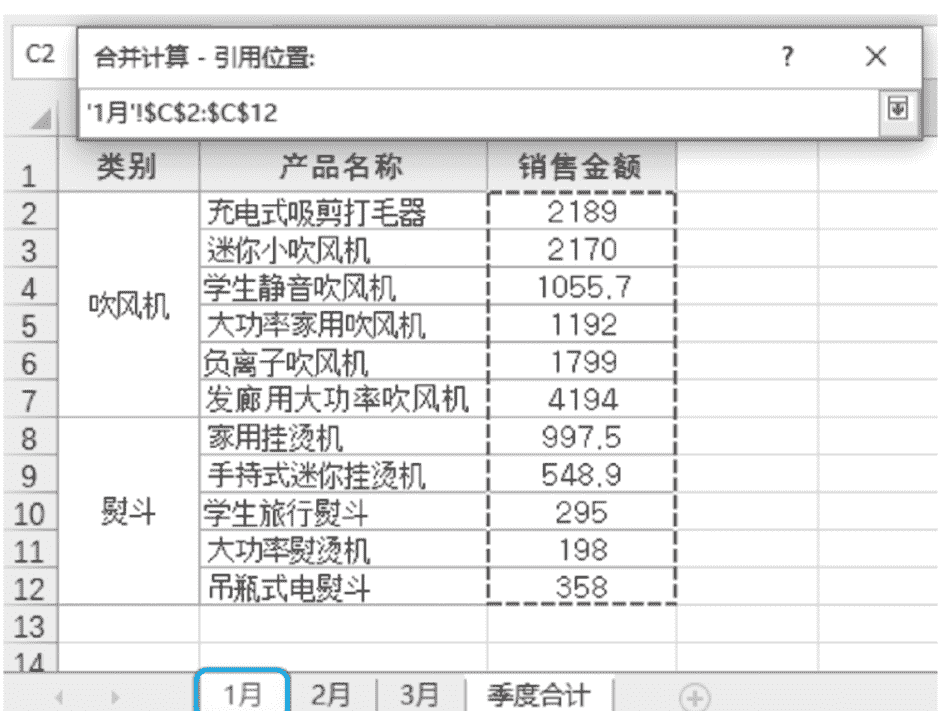 C2
合并计算 - 引用位置:
?
'1月'!$C$2:$C$12
1 类别 产品名称 销售金额
2 充电式吸剪打毛器 2189
3 迷你小吹风机 2170
4 学生静音吹风机 1055.7
吹风机
5 大功率家用吹风机 1192
6 负离子吹风机 1799
7 发廊用大功率吹风机 4194
8 家用挂烫机 997.5
9 手持式迷你挂烫机 548.9
10 熨斗 学生旅行熨斗 295
11 大功率熨烫机 198
12 吊瓶式电熨斗 358
13
14
1月 2月 3月 季度合计